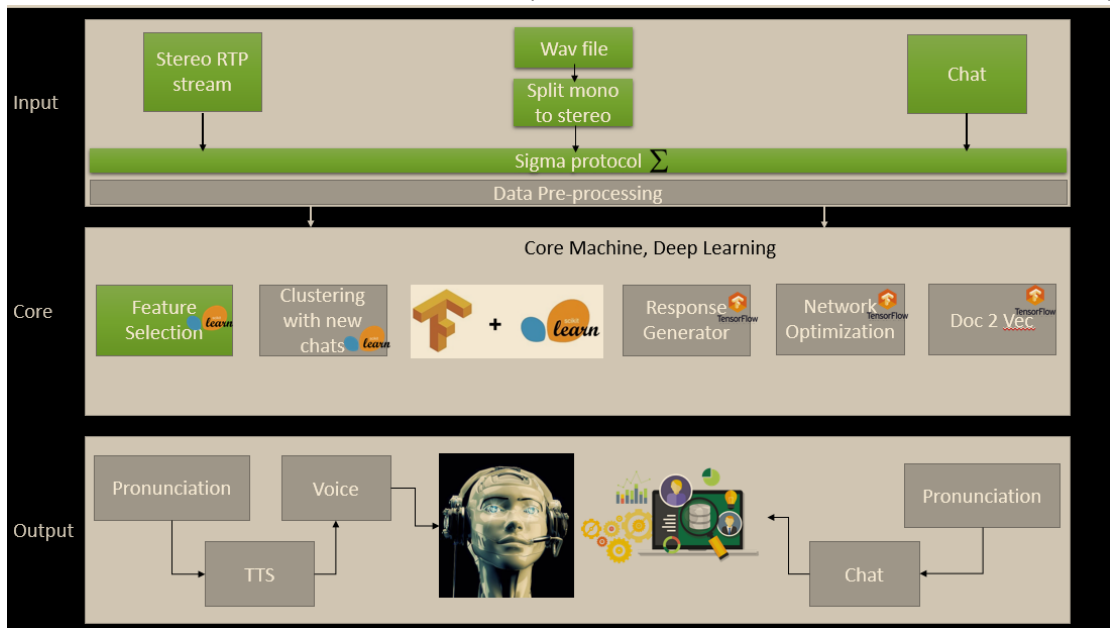 Input
Stereo RTP
stream
Wav file
Split mono
to stereo
Chat
Sigma protocol ∑
Data Pre-processing
Core
Core Machine, Deep Learning
Feature
Selection
learn
Clustering
with new
chats
learn
+
learn
Response
Generator
TensorFlow
Network
Optimization
TensorFlow
Doc 2 Vec
TensorFlow
Output
Pronunciation
TTS
Voice
Pronunciation
Chat